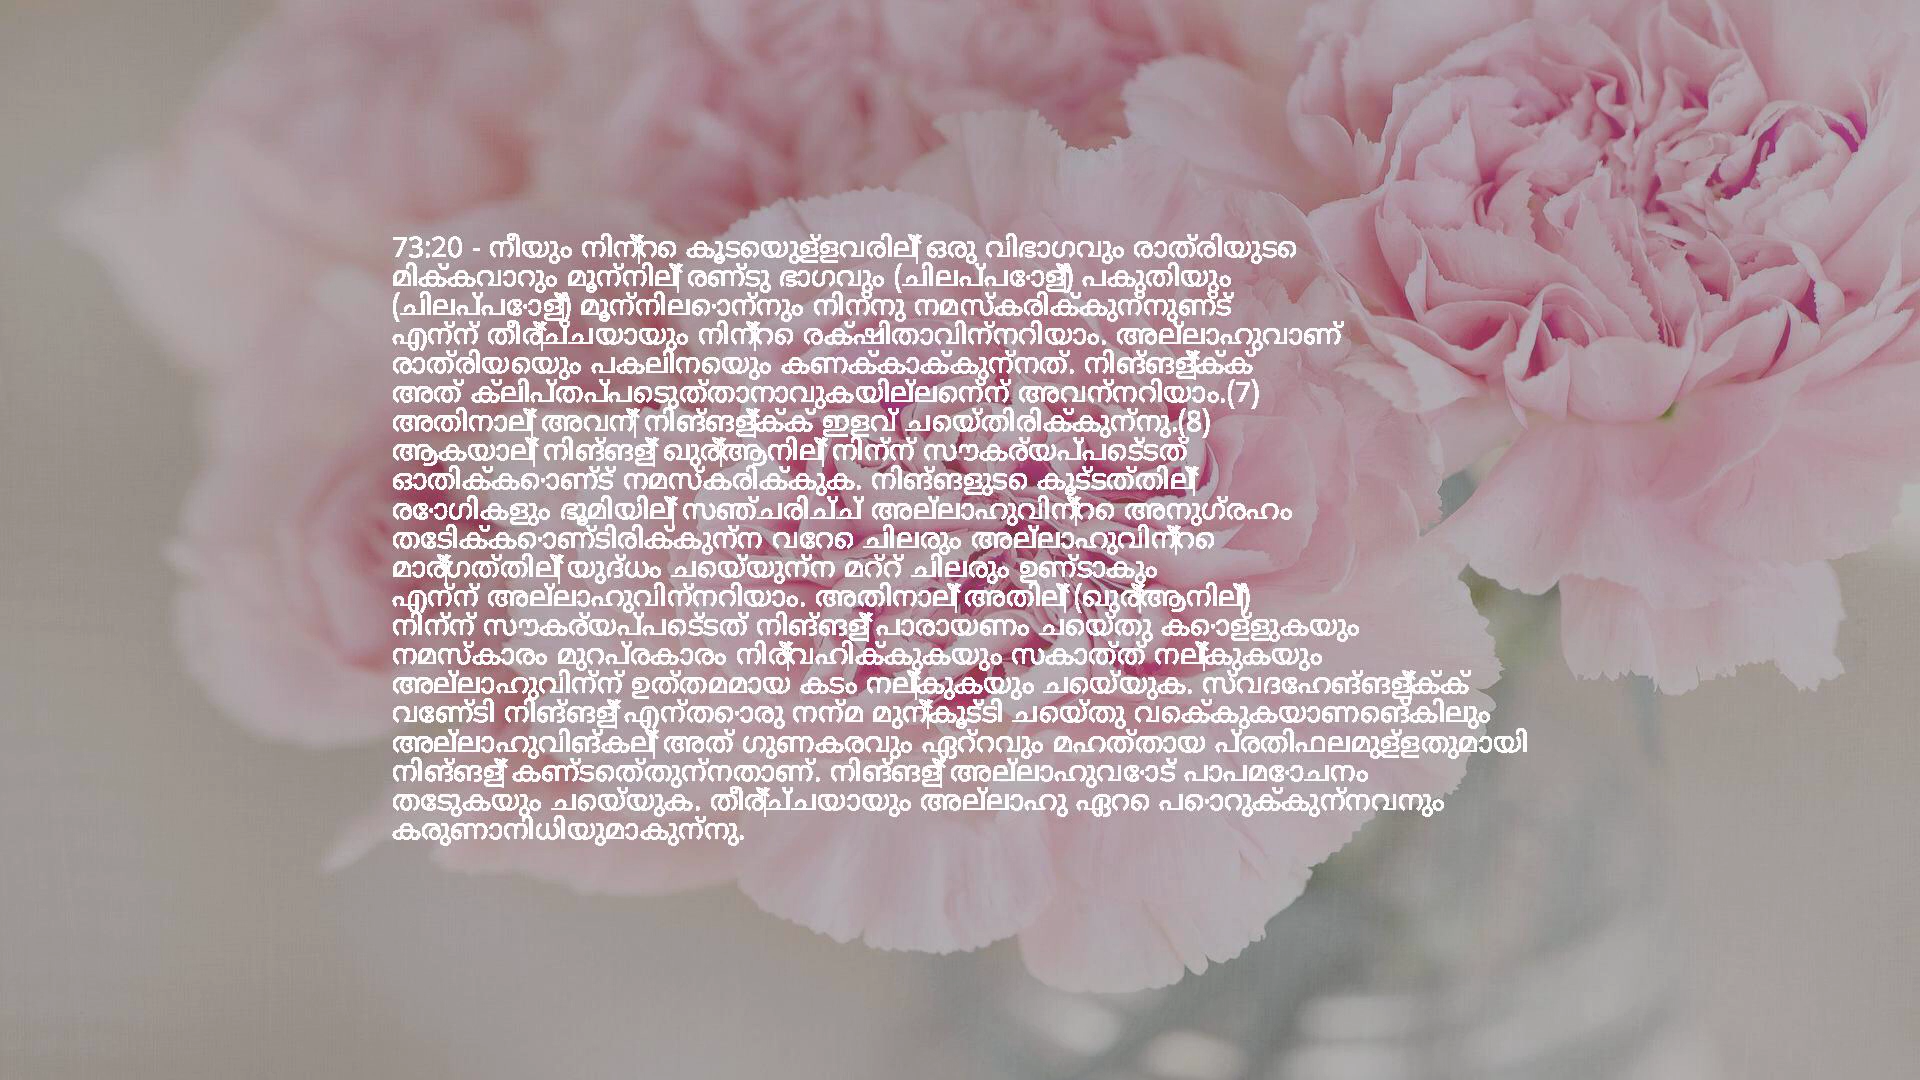 73:20 - നീയും നിന്‍റെ കൂടെയുള്ളവരില്‍ ഒരു വിഭാഗവും രാത്രിയുടെ
മിക്കവാറും മൂന്നില്‍ രണ്ടു ഭാഗവും (ചിലപ്പോള്‍) പകുതിയും
(ചിലപ്പോള്‍) മൂന്നിലൊന്നും നിന്നു നമസ്കരിക്കുന്നുണ്ട്
എന്ന് തീര്‍ച്ചയായും നിന്‍റെ രക്ഷിതാവിന്നറിയാം. അല്ലാഹുവാണ്
രാത്രിയെയും പകലിനെയും കണക്കാക്കുന്നത്. നിങ്ങള്‍ക്ക്
അത് ക്ലിപ്തപ്പെടുത്താനാവുകയില്ലെന്ന് അവന്നറിയാം.(7)
അതിനാല്‍ അവന്‍ നിങ്ങള്‍ക്ക് ഇളവ് ചെയ്തിരിക്കുന്നു.(8)
ആകയാല്‍ നിങ്ങള്‍ ഖുര്‍ആനില്‍ നിന്ന് സൗകര്യപ്പെട്ടത്
ഓതിക്കൊണ്ട് നമസ്കരിക്കുക. നിങ്ങളുടെ കൂട്ടത്തില്‍
രോഗികളും ഭൂമിയില്‍ സഞ്ചരിച്ച് അല്ലാഹുവിന്‍റെ അനുഗ്രഹം
തേടിക്കൊണ്ടിരിക്കുന്ന വേറെ ചിലരും അല്ലാഹുവിന്‍റെ
മാര്‍ഗത്തില്‍ യുദ്ധം ചെയ്യുന്ന മറ്റ് ചിലരും ഉണ്ടാകും
എന്ന് അല്ലാഹുവിന്നറിയാം. അതിനാല്‍ അതില്‍ (ഖുര്‍ആനില്‍)
നിന്ന് സൗകര്യപ്പെട്ടത് നിങ്ങള്‍ പാരായണം ചെയ്തു കൊള്ളുകയും
നമസ്കാരം മുറപ്രകാരം നിര്‍വഹിക്കുകയും സകാത്ത് നല്‍കുകയും
അല്ലാഹുവിന്ന് ഉത്തമമായ കടം നല്‍കുകയും ചെയ്യുക. സ്വദേഹങ്ങള്‍ക്ക്
വേണ്ടി നിങ്ങള്‍ എന്തൊരു നന്മ മുന്‍കൂട്ടി ചെയ്തു വെക്കുകയാണെങ്കിലും
അല്ലാഹുവിങ്കല്‍ അത് ഗുണകരവും ഏറ്റവും മഹത്തായ പ്രതിഫലമുള്ളതുമായി
നിങ്ങള്‍ കണ്ടെത്തുന്നതാണ്. നിങ്ങള്‍ അല്ലാഹുവോട് പാപമോചനം
തേടുകയും ചെയ്യുക. തീര്‍ച്ചയായും അല്ലാഹു ഏറെ പൊറുക്കുന്നവനും
കരുണാനിധിയുമാകുന്നു.